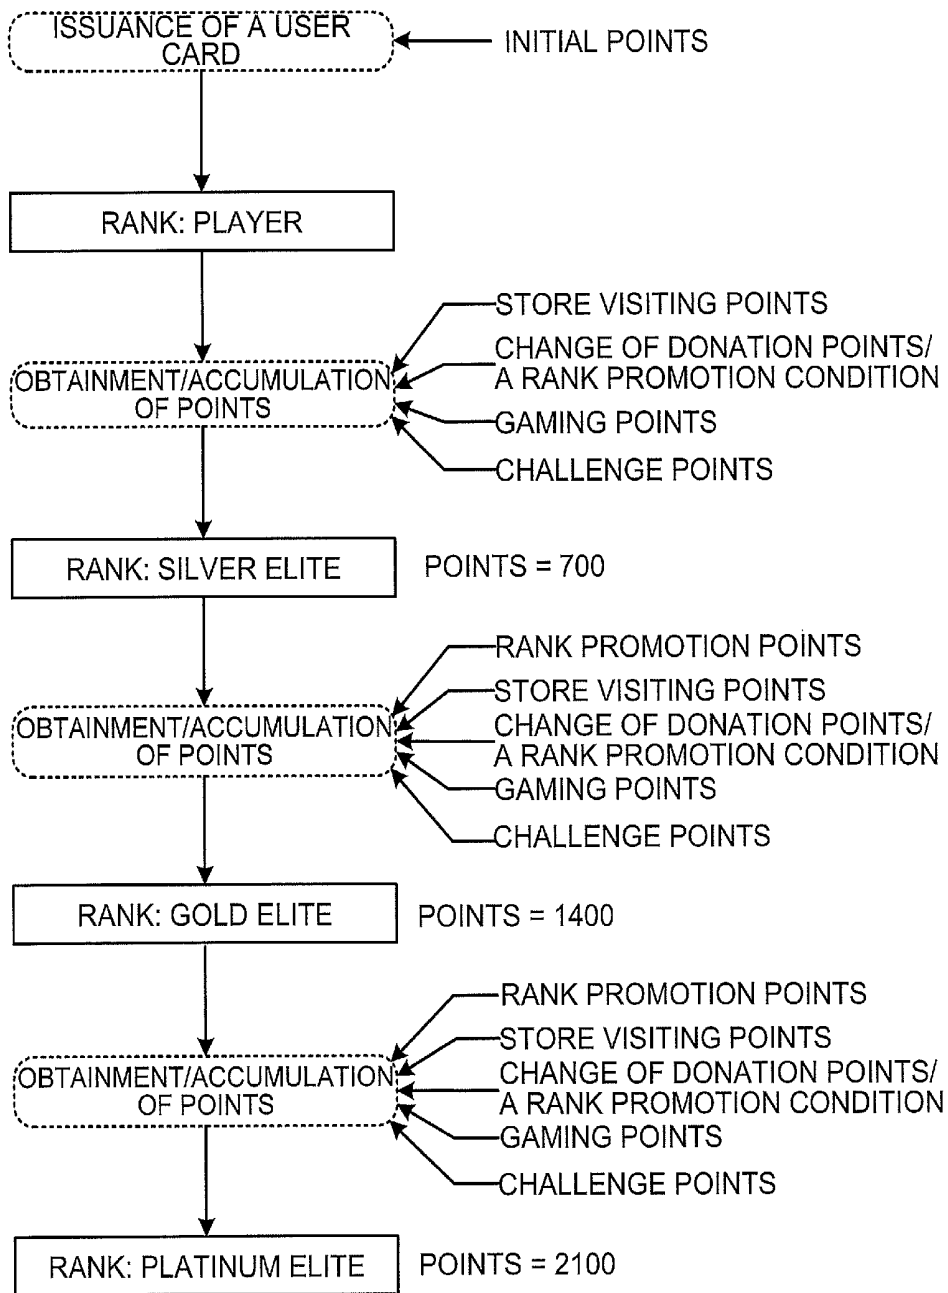 ISSUANCE OF A USER
CARD
INITIAL POINTS
RANK: PLAYER
STORE VISITING POINTS
CHANGE OF DONATION POINTS/
A RANK PROMOTION CONDITION
OBTAINMENT/ACCUMULATION
OF POINTS
GAMING POINTS
CHALLENGE POINTS
RANK: SILVER ELITE
POINTS = 700
RANK PROMOTION POINTS
STORE VISITING POINTS
CHANGE OF DONATION POINTS/
A RANK PROMOTION CONDITION
OBTAINMENT/ACCUMULATION
OF POINTS
GAMING POINTS
CHALLENGE POINTS
RANK: GOLD ELITE
POINTS = 1400
RANK PROMOTION POINTS
STORE VISITING POINTS
CHANGE OF DONATION POINTS/
A RANK PROMOTION CONDITION
OBTAINMENT/ACCUMULATION
OF POINTS
GAMING POINTS
CHALLENGE POINTS
RANK: PLATINUM ELITE
POINTS = 2100